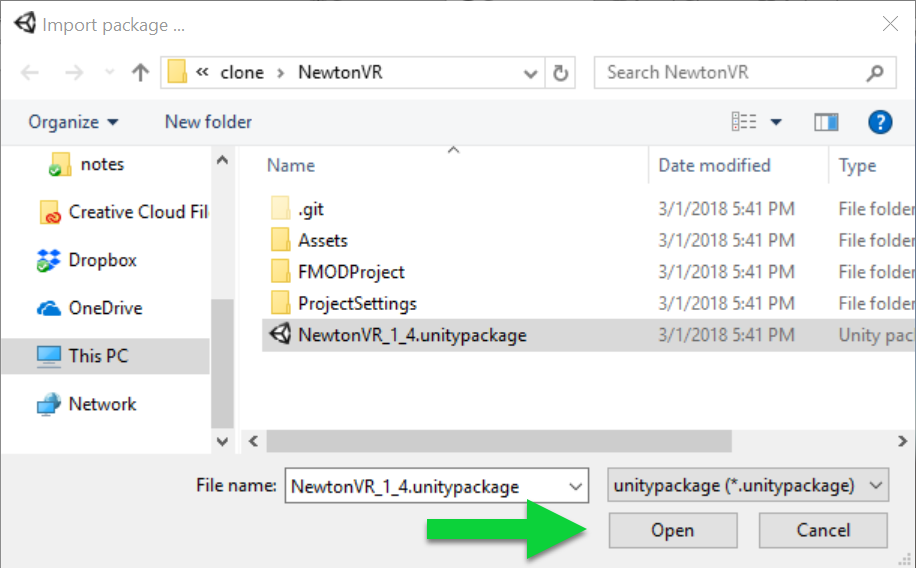 Import package ...
« clone › NewtonVR
Search NewtonVR
Organize New folder
?
Name Date modified Type
notes
Creative Cloud Fil
Dropbox
OneDrive
This PC
Network
.git 3/1/2018 5:41 PM File folder
Assets 3/1/2018 5:41 PM File folder
FMODProject 3/1/2018 5:41 PM File folder
ProjectSettings 3/1/2018 5:41 PM File folder
NewtonVR_1_4.unitypackage 3/1/2018 5:41 PM Unity pac
File name: NewtonVR_1_4.unitypackage unitypackage (*.unitypackage)
Open Cancel